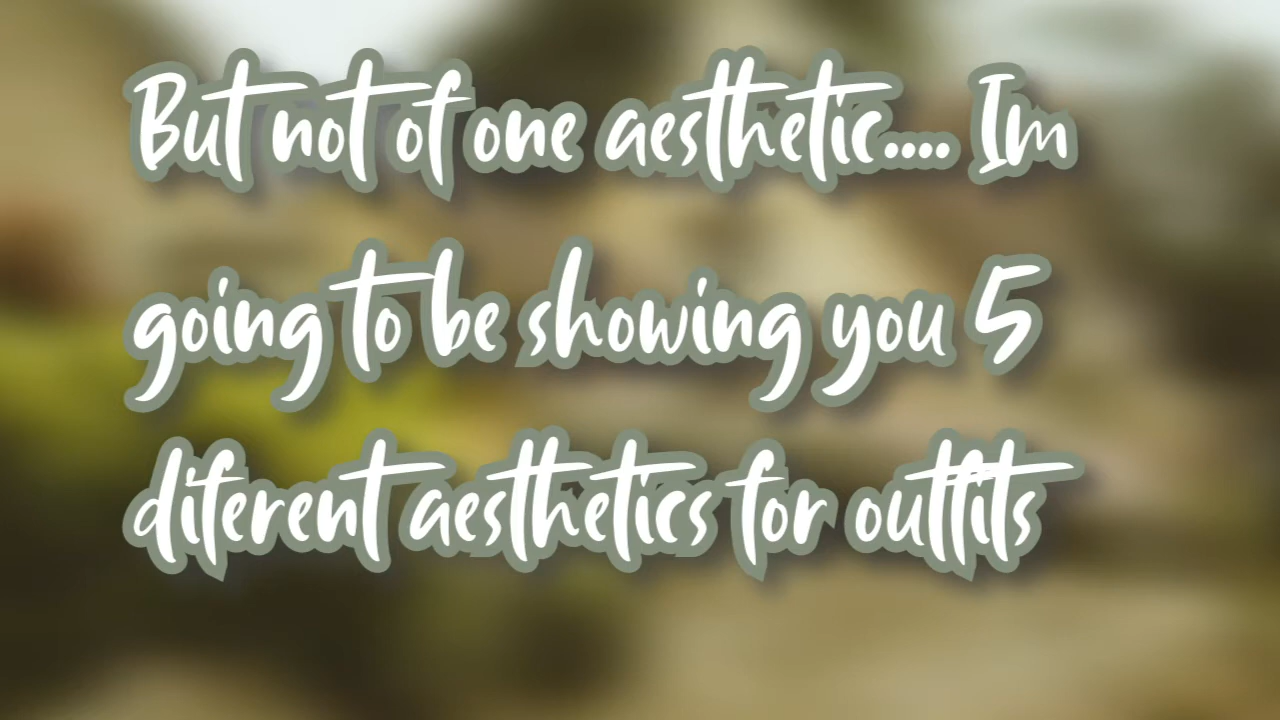 But not of one aesthetic.... Im
going to be showing you 5
diferent aesthetics for outfits